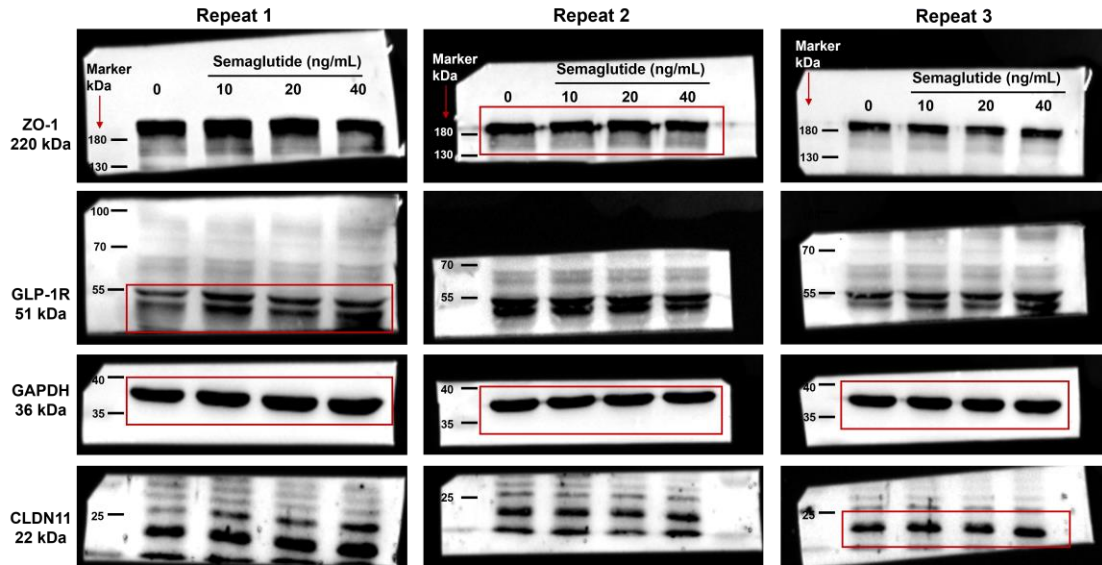 Repeat 1
Repeat 2
Repeat 3
ZO-1
220 kDa
Marker
kDa
Semaglutide (ng/mL)
0 10 20 40
180
130
Marker
kDa
Semaglutide (ng/mL)
0 10 20 40
180
130
Marker
kDa
Semaglutide (ng/mL)
0 10 20 40
180
130
GLP-1R
51 kDa
100
70
55
70
55
70
55
GAPDH
36 kDa
40
35
40
35
40
35
CLDN11
22 kDa
25
25
25